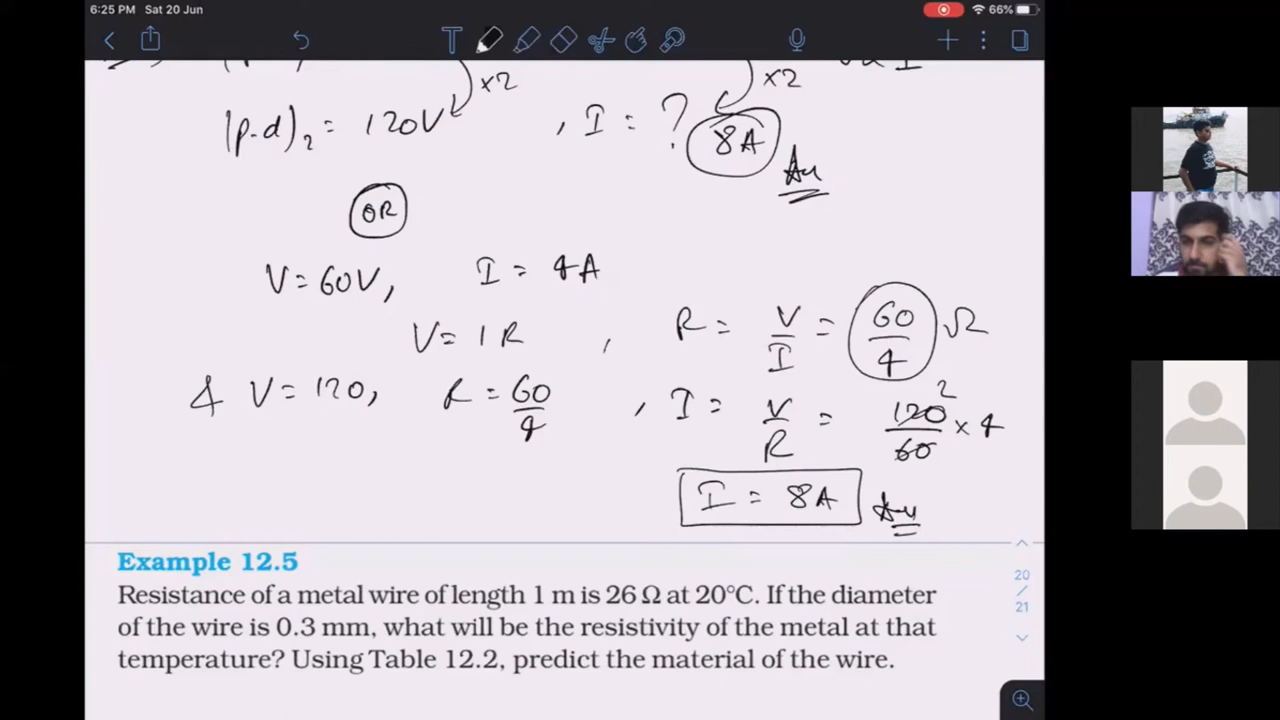 6:25 PM Sat 20 Jun 66%
×2 ×2
(p.d)₂ = 120V , I = ? 8A Ans
OR
V = 60V, I = 4A
V = IR , R = V/I = 60/4 Ω
& V = 120, R = 60/4 , I = V/R = 120/60 × 4
2
I = 8A Ans
Example 12.5
Resistance of a metal wire of length 1 m is 26 Ω at 20°C. If the diameter
of the wire is 0.3 mm, what will be the resistivity of the metal at that
temperature? Using Table 12.2, predict the material of the wire.
20
/
21